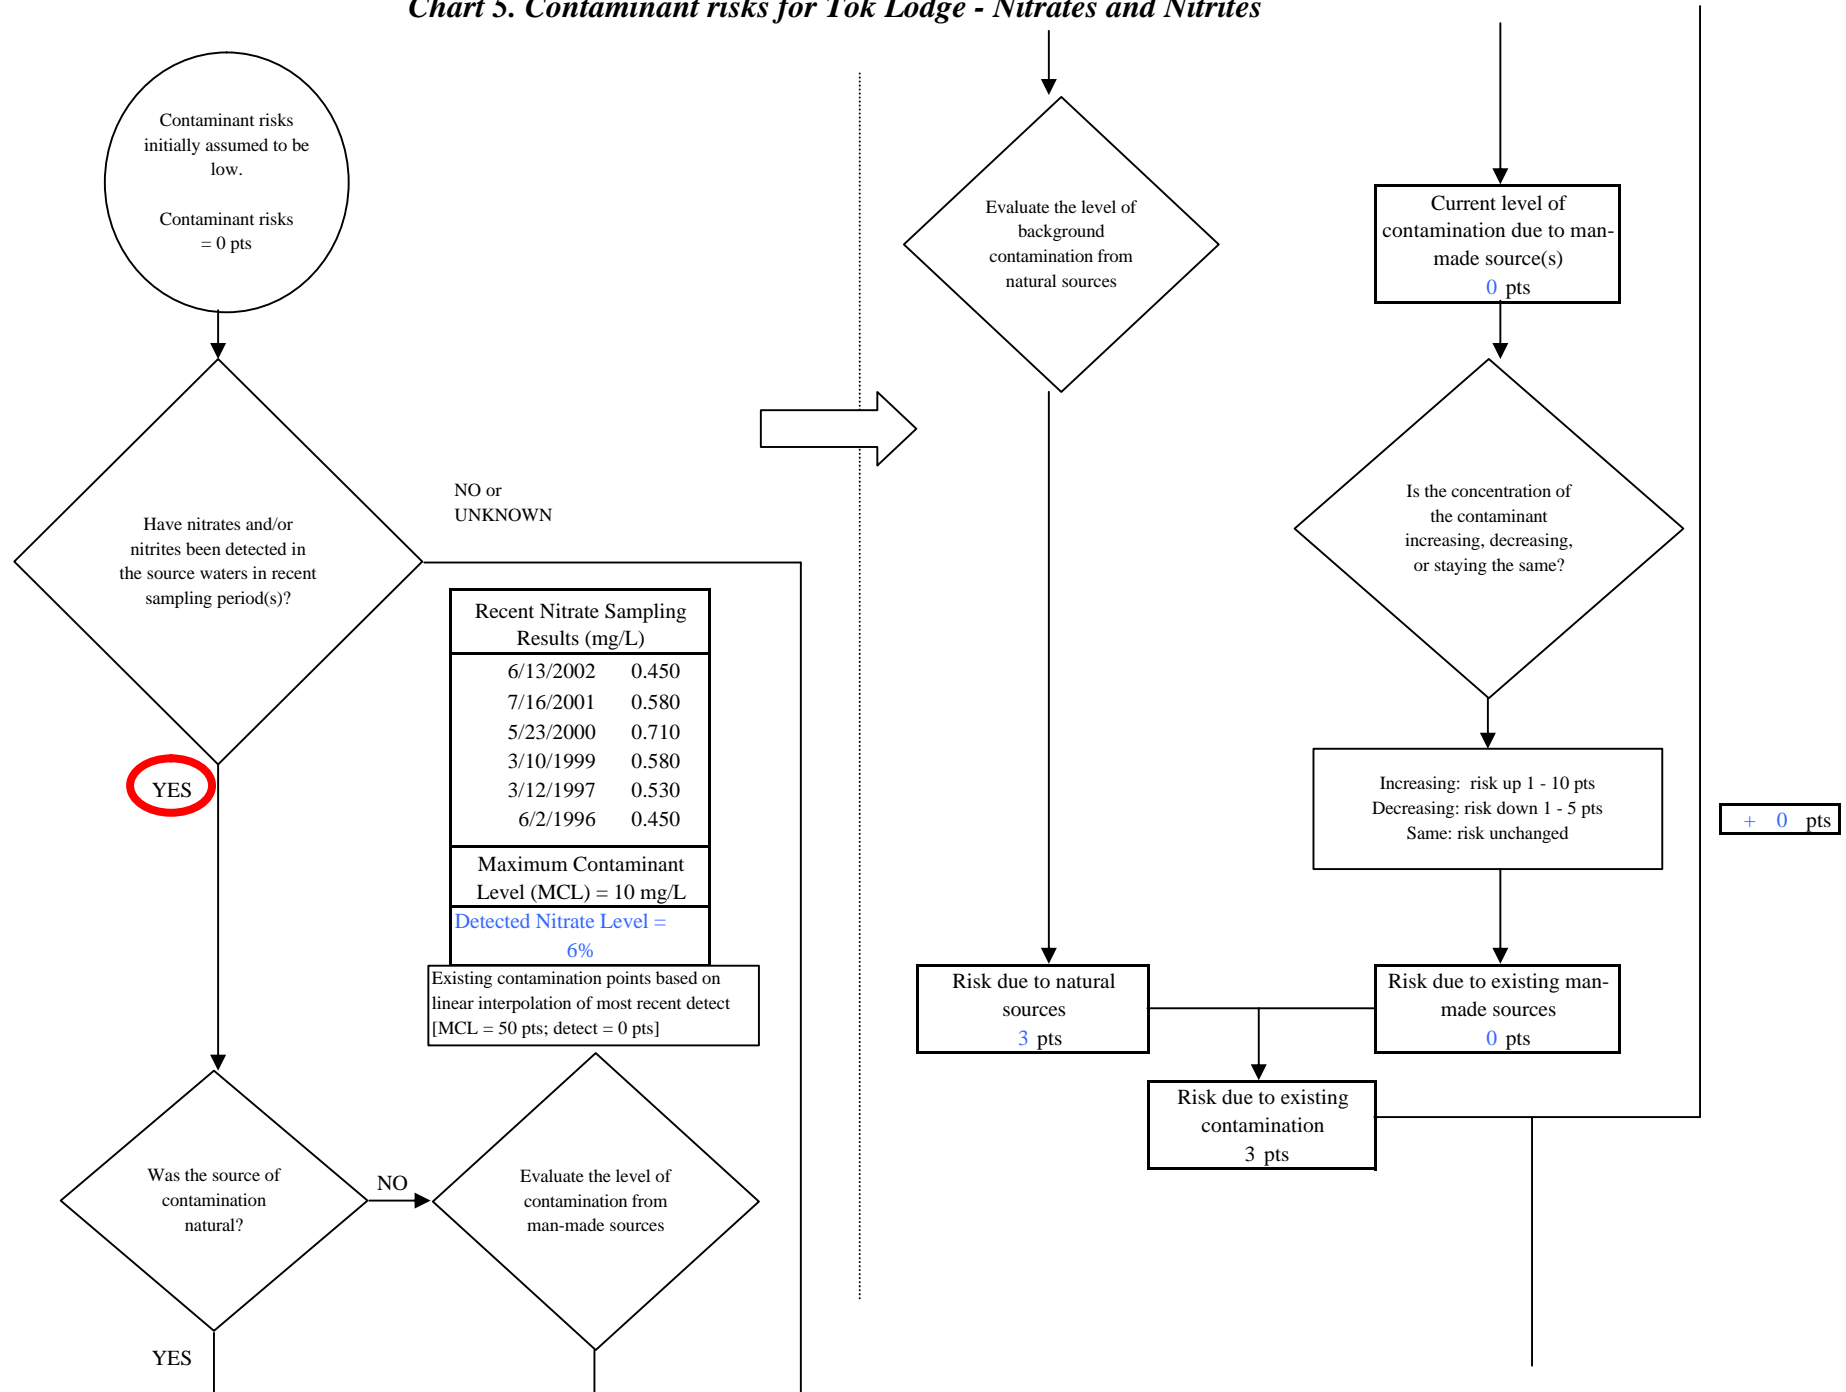 Chart 5. Contaminant risks for Tok Lodge - Nitrates and Nitrites
Contaminant risks
initially assumed to be
low.
Contaminant risks
= 0 pts
Have nitrates and/or
nitrites been detected in
the source waters in recent
sampling period(s)?
NO or
UNKNOWN
YES
Recent Nitrate Sampling
Results (mg/L)
6/13/2002 0.450
7/16/2001 0.580
5/23/2000 0.710
3/10/1999 0.580
3/12/1997 0.530
6/2/1996 0.450
Maximum Contaminant
Level (MCL) = 10 mg/L
Detected Nitrate Level =
6%
Existing contamination points based on
linear interpolation of most recent detect
[MCL = 50 pts; detect = 0 pts]
Was the source of
contamination
natural?
NO
Evaluate the level of
contamination from
man-made sources
YES
Evaluate the level of
background
contamination from
natural sources
Current level of
contamination due to man-
made source(s)
0 pts
Is the concentration of
the contaminant
increasing, decreasing,
or staying the same?
Increasing: risk up 1 - 10 pts
Decreasing: risk down 1 - 5 pts
Same: risk unchanged
+ 0 pts
Risk due to natural
sources
3 pts
Risk due to existing man-
made sources
0 pts
Risk due to existing
contamination
3 pts